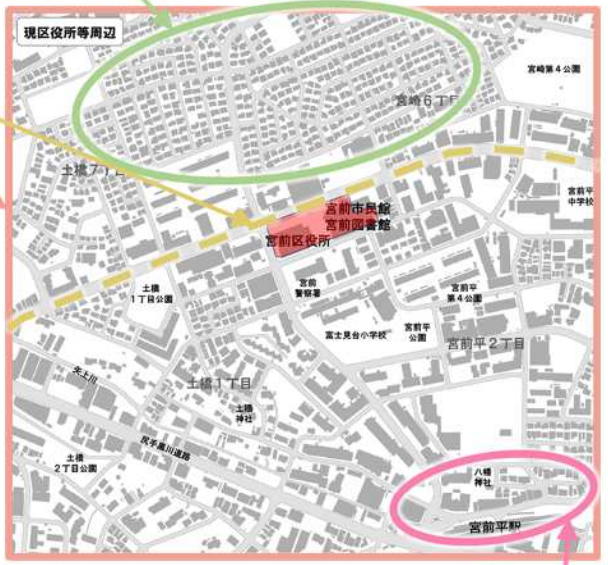 現区役所等周辺
宮崎第4公園
宮崎6丁目
土橋7丁目
宮前平
中学校
宮前市民館
宮前図書館
宮前区役所
土橋
1丁目公園
宮前
警察署
宮前平
第4公園
富士見台小学校
宮前平
公園
宮前平2丁目
矢上川
土橋1丁目
土橋
神社
尻手黒川道路
土橋
2丁目公園
八幡
神社
宮前平駅